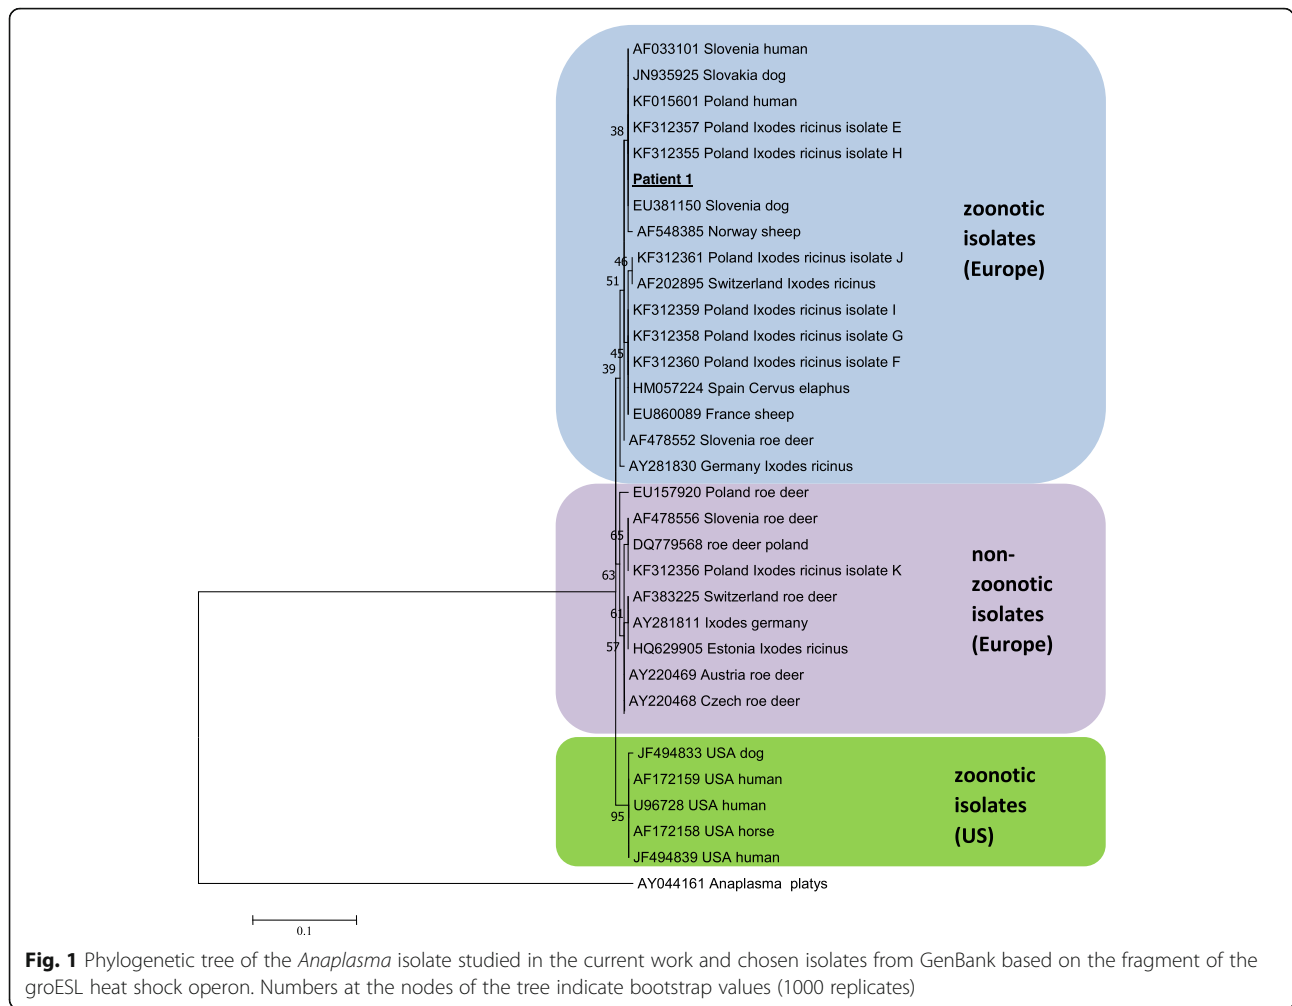 AF033101 Slovenia human
JN935925 Slovakia dog
KF015601 Poland human
38
KF312357 Poland Ixodes ricinus isolate E
KF312355 Poland Ixodes ricinus isolate H
Patient 1
EU381150 Slovenia dog
AF548385 Norway sheep
zoonotic
isolates
(Europe)
46
KF312361 Poland Ixodes ricinus isolate J
51
AF202895 Switzerland Ixodes ricinus
KF312359 Poland Ixodes ricinus isolate I
KF312358 Poland Ixodes ricinus isolate G
45
KF312360 Poland Ixodes ricinus isolate F
39
HM057224 Spain Cervus elaphus
EU860089 France sheep
AF478552 Slovenia roe deer
AY281830 Germany Ixodes ricinus
EU157920 Poland roe deer
AF478556 Slovenia roe deer
65
DQ779568 roe deer poland
63
KF312356 Poland Ixodes ricinus isolate K
AF383225 Switzerland roe deer
61
AY281811 Ixodes germany
57
HQ629905 Estonia Ixodes ricinus
AY220469 Austria roe deer
AY220468 Czech roe deer
non-
zoonotic
isolates
(Europe)
JF494833 USA dog
AF172159 USA human
U96728 USA human
95
AF172158 USA horse
JF494839 USA human
zoonotic
isolates
(US)
AY044161 Anaplasma platys
0.1
Fig. 1 Phylogenetic tree of the Anaplasma isolate studied in the current work and chosen isolates from GenBank based on the fragment of the
groESL heat shock operon. Numbers at the nodes of the tree indicate bootstrap values (1000 replicates)